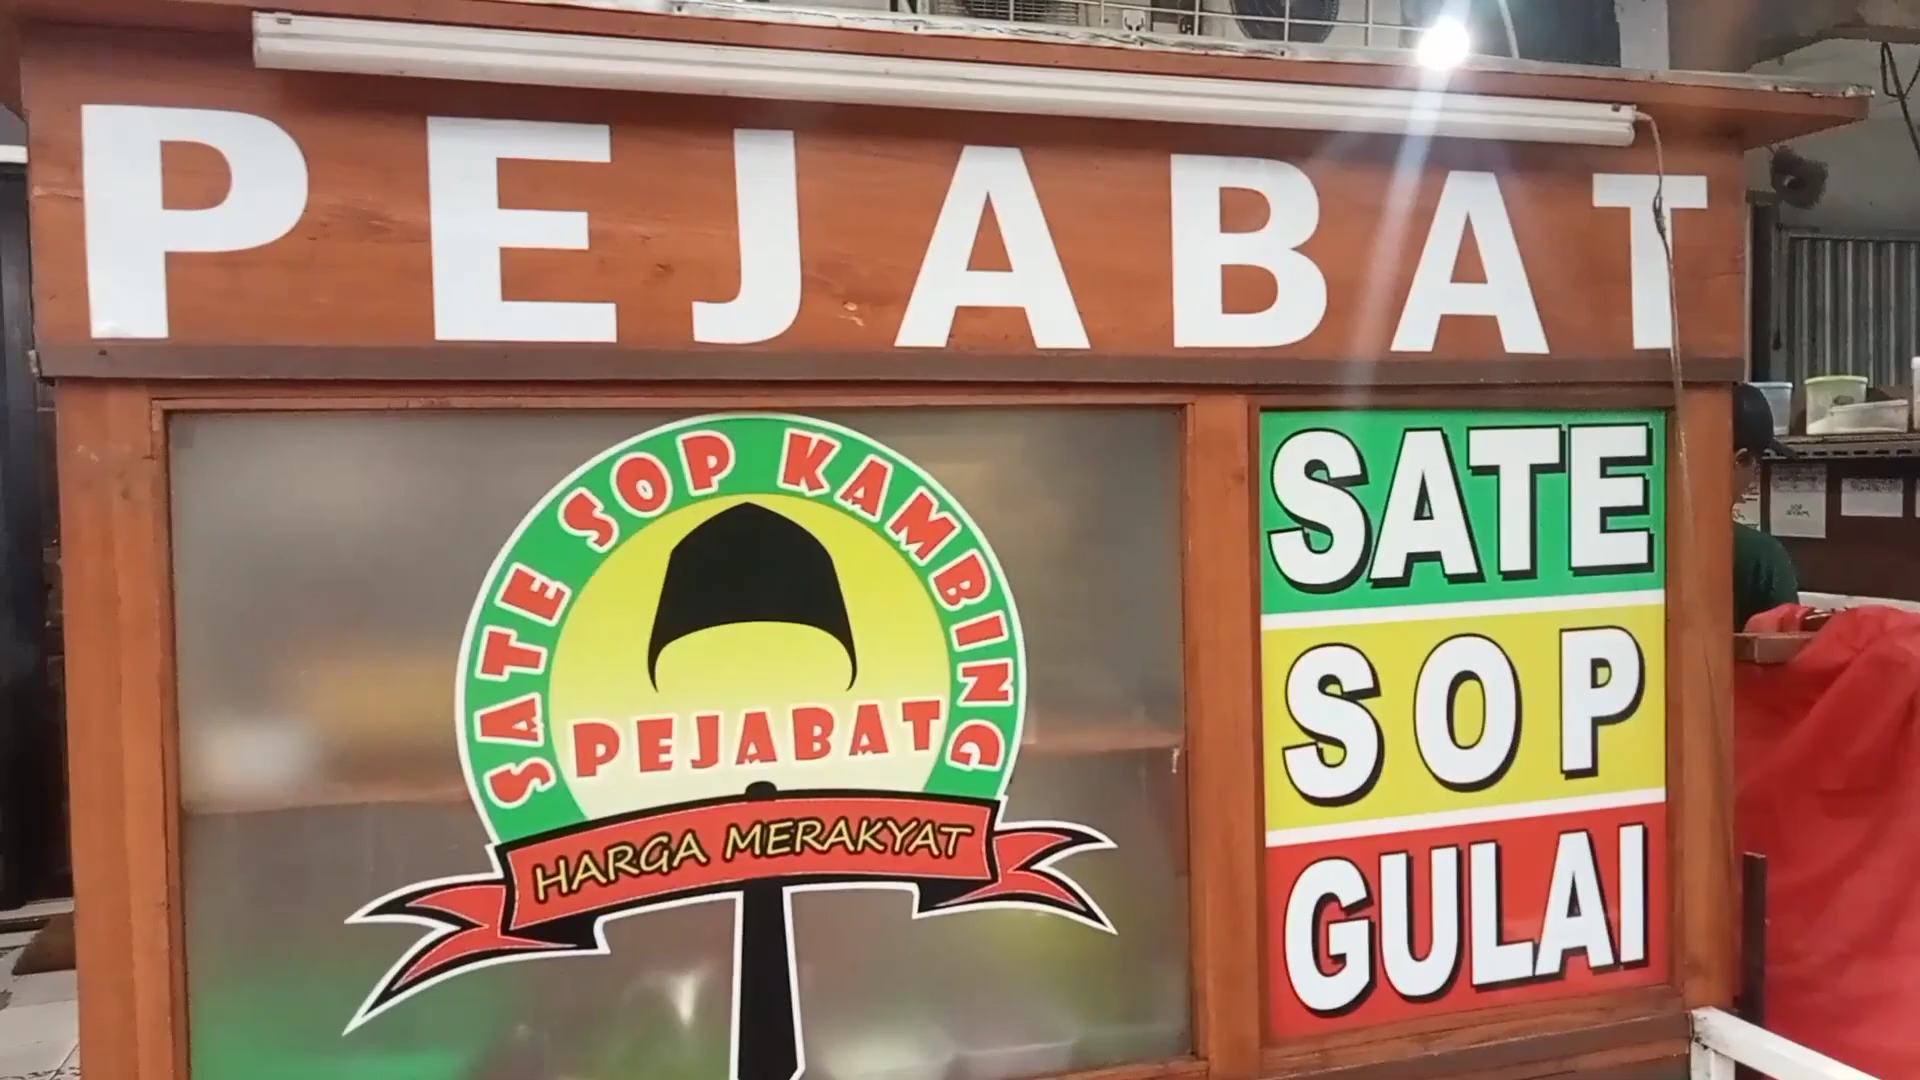 PEJABAT
SATE SOP KAMBING
PEJABAT
HARGA MERAKYAT
SATE
SOP
GULAI